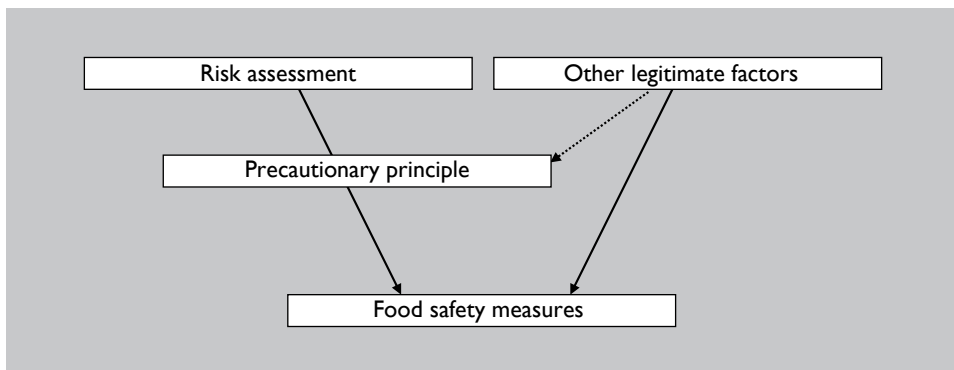 Risk assessment
Other legitimate factors
Precautionary principle
Food safety measures